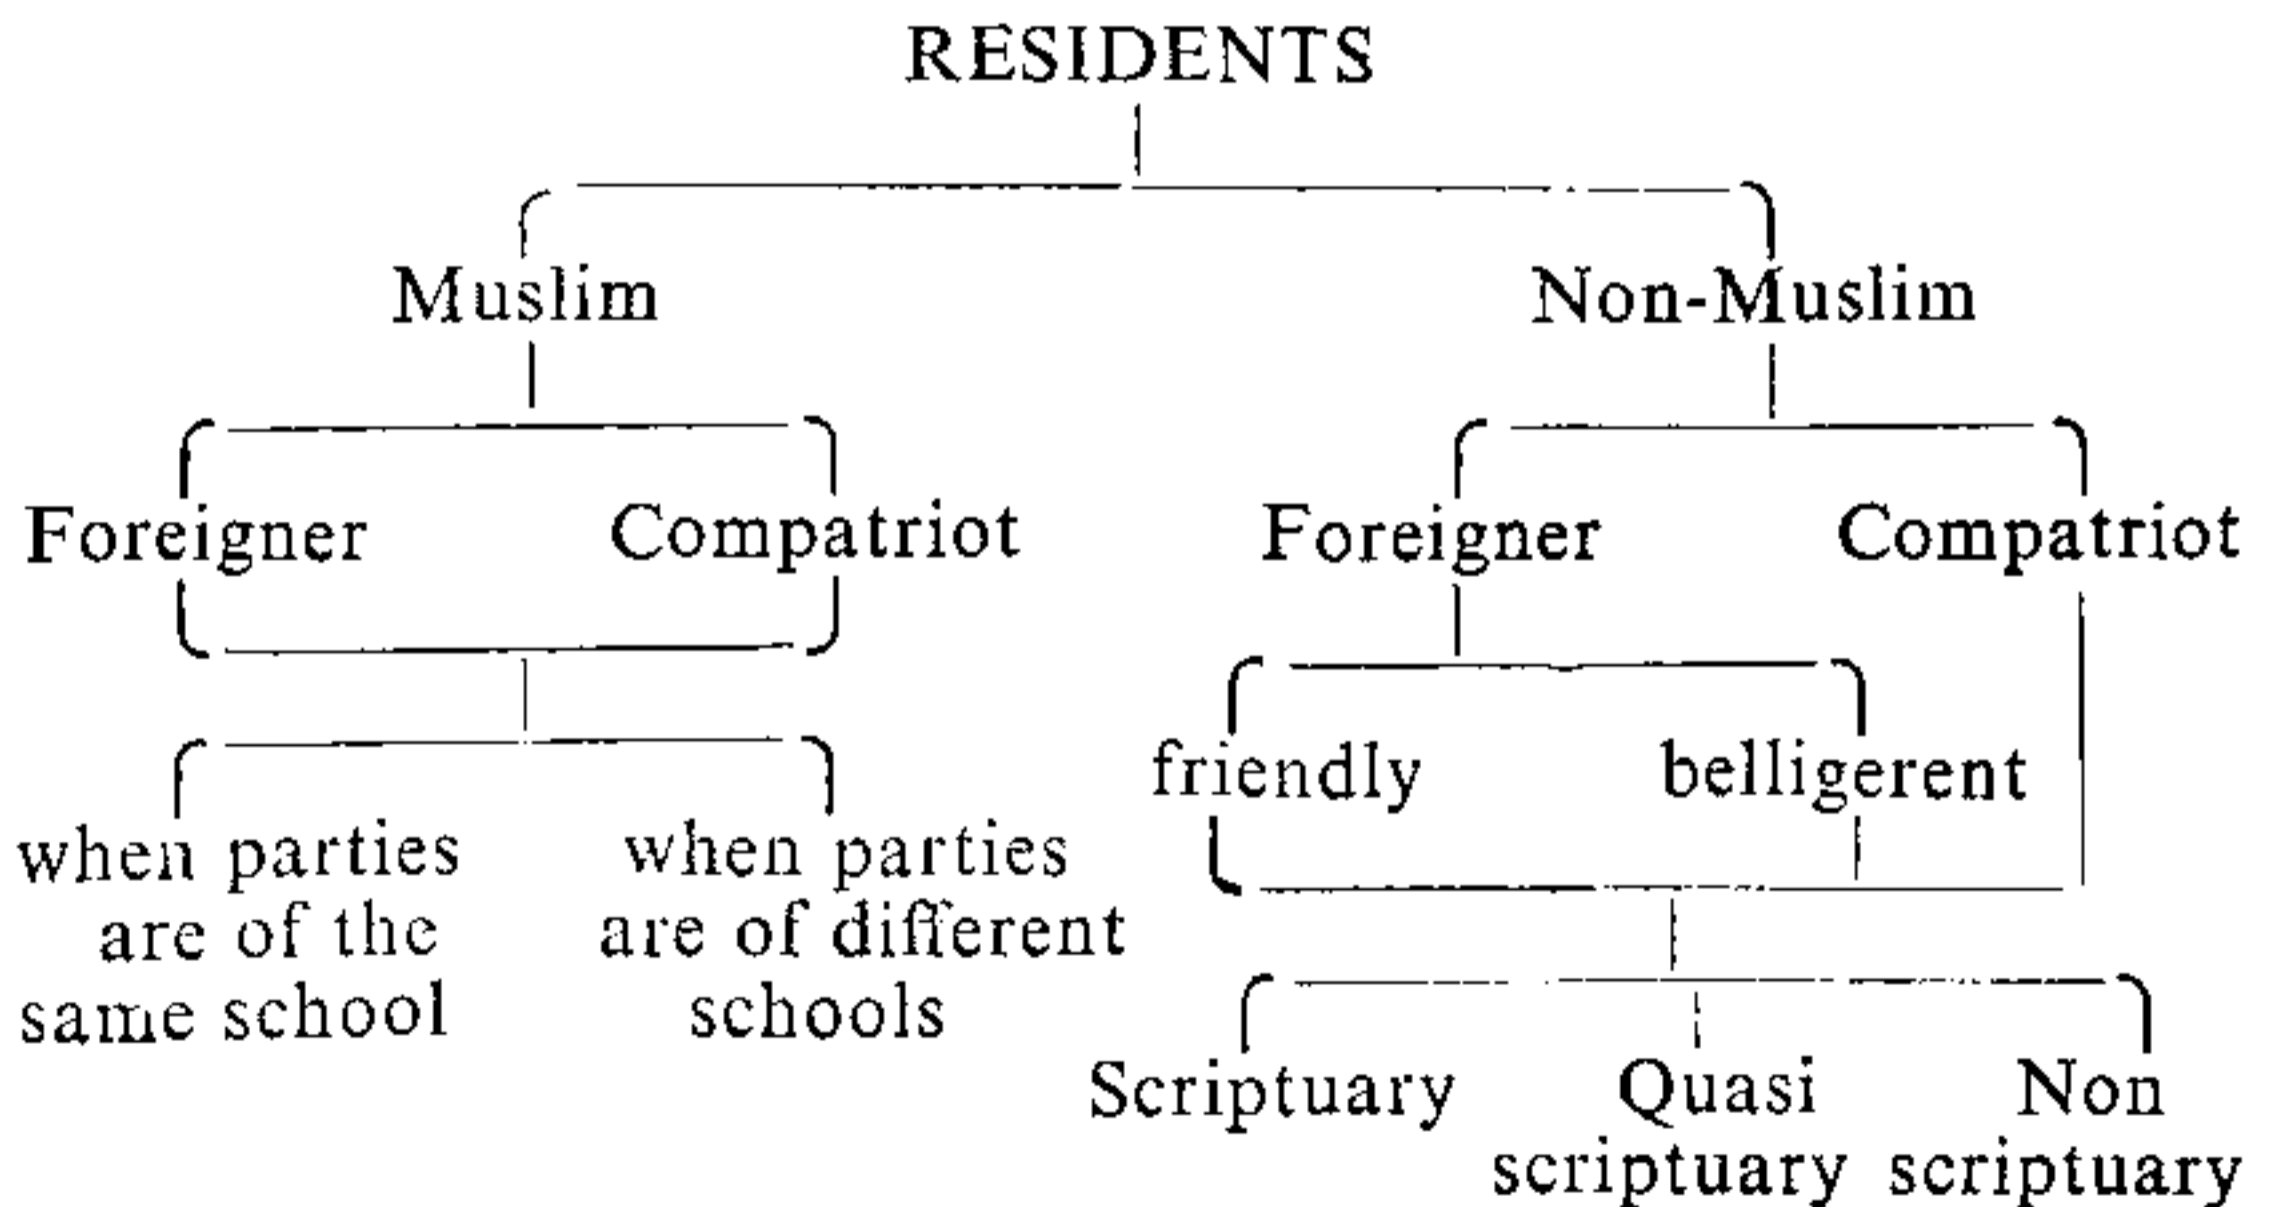 RESIDENTS
Muslim
Non-Muslim
Foreigner
Compatriot
Foreigner
Compatriot
friendly
belligerent
when parties
are of the
same school
when parties
are of different
schools
Scriptuary
Quasi
scriptuary
Non
scriptuary